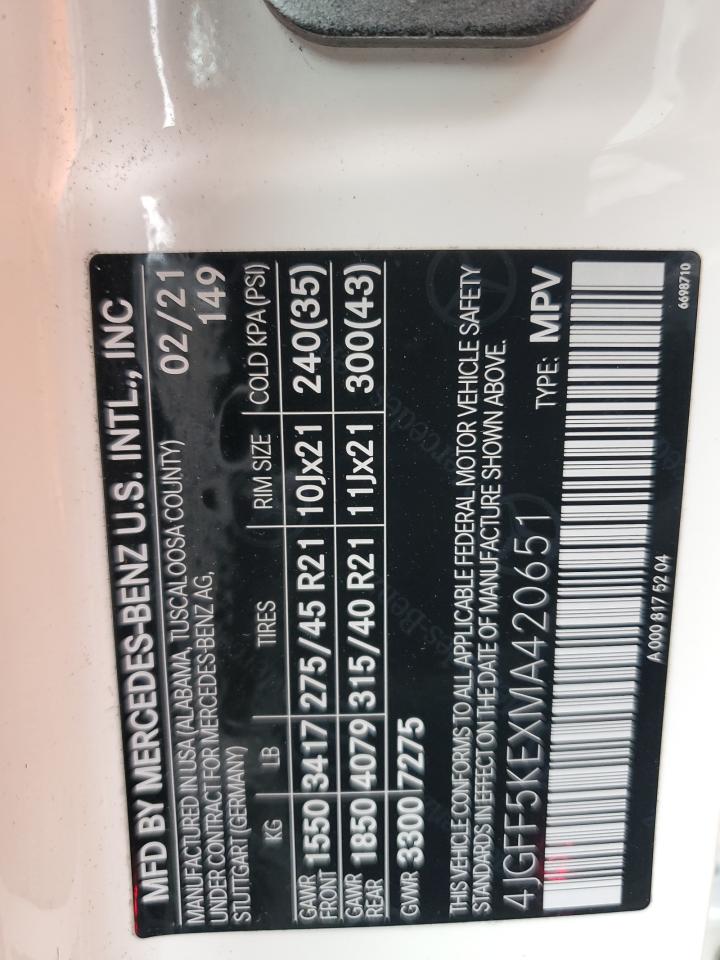 MFD BY MERCEDES-BENZ U.S. INTL., INC
MANUFACTURED IN USA (ALABAMA, TUSCALOOSA COUNTY) 02/21
UNDER CONTRACT FOR MERCEDES-BENZ AG, 149
STUTTGART (GERMANY)
KG LB TIRES RIM SIZE COLD KPA(PSI)
GAWR FRONT 1550 3417 275/45 R21 10Jx21 240(35)
GAWR REAR 1850 4079 315/40 R21 11Jx21 300(43)
GVWR 3300 7275
THIS VEHICLE CONFORMS TO ALL APPLICABLE FEDERAL MOTOR VEHICLE SAFETY
STANDARDS IN EFFECT ON THE DATE OF MANUFACTURE SHOWN ABOVE.
4JGFF5KEXMA420651 TYPE: MPV
A 000 817 52 04 6698710